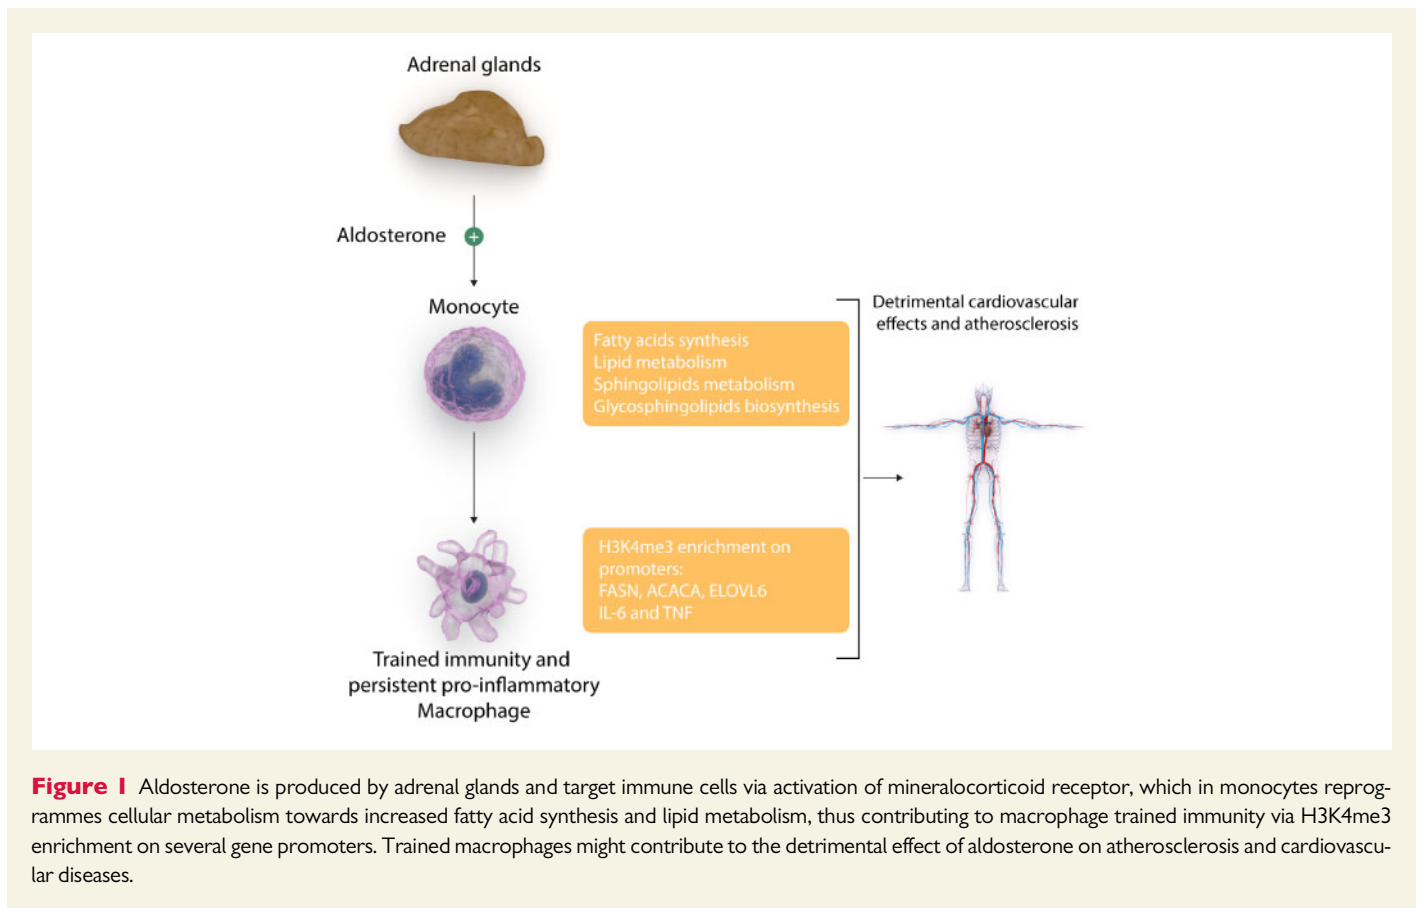 Adrenal glands
Aldosterone
+
Monocyte
Fatty acids synthesis
Lipid metabolism
Sphingolipids metabolism
Glycosphingolipids biosynthesis
Detrimental cardiovascular
effects and atherosclerosis
H3K4me3 enrichment on
promoters:
FASN, ACACA, ELOVL6
IL-6 and TNF
Trained immunity and
persistent pro-inflammatory
Macrophage
Figure 1 Aldosterone is produced by adrenal glands and target immune cells via activation of mineralocorticoid receptor, which in monocytes reprog-
rammes cellular metabolism towards increased fatty acid synthesis and lipid metabolism, thus contributing to macrophage trained immunity via H3K4me3
enrichment on several gene promoters. Trained macrophages might contribute to the detrimental effect of aldosterone on atherosclerosis and cardiovascu-
lar diseases.